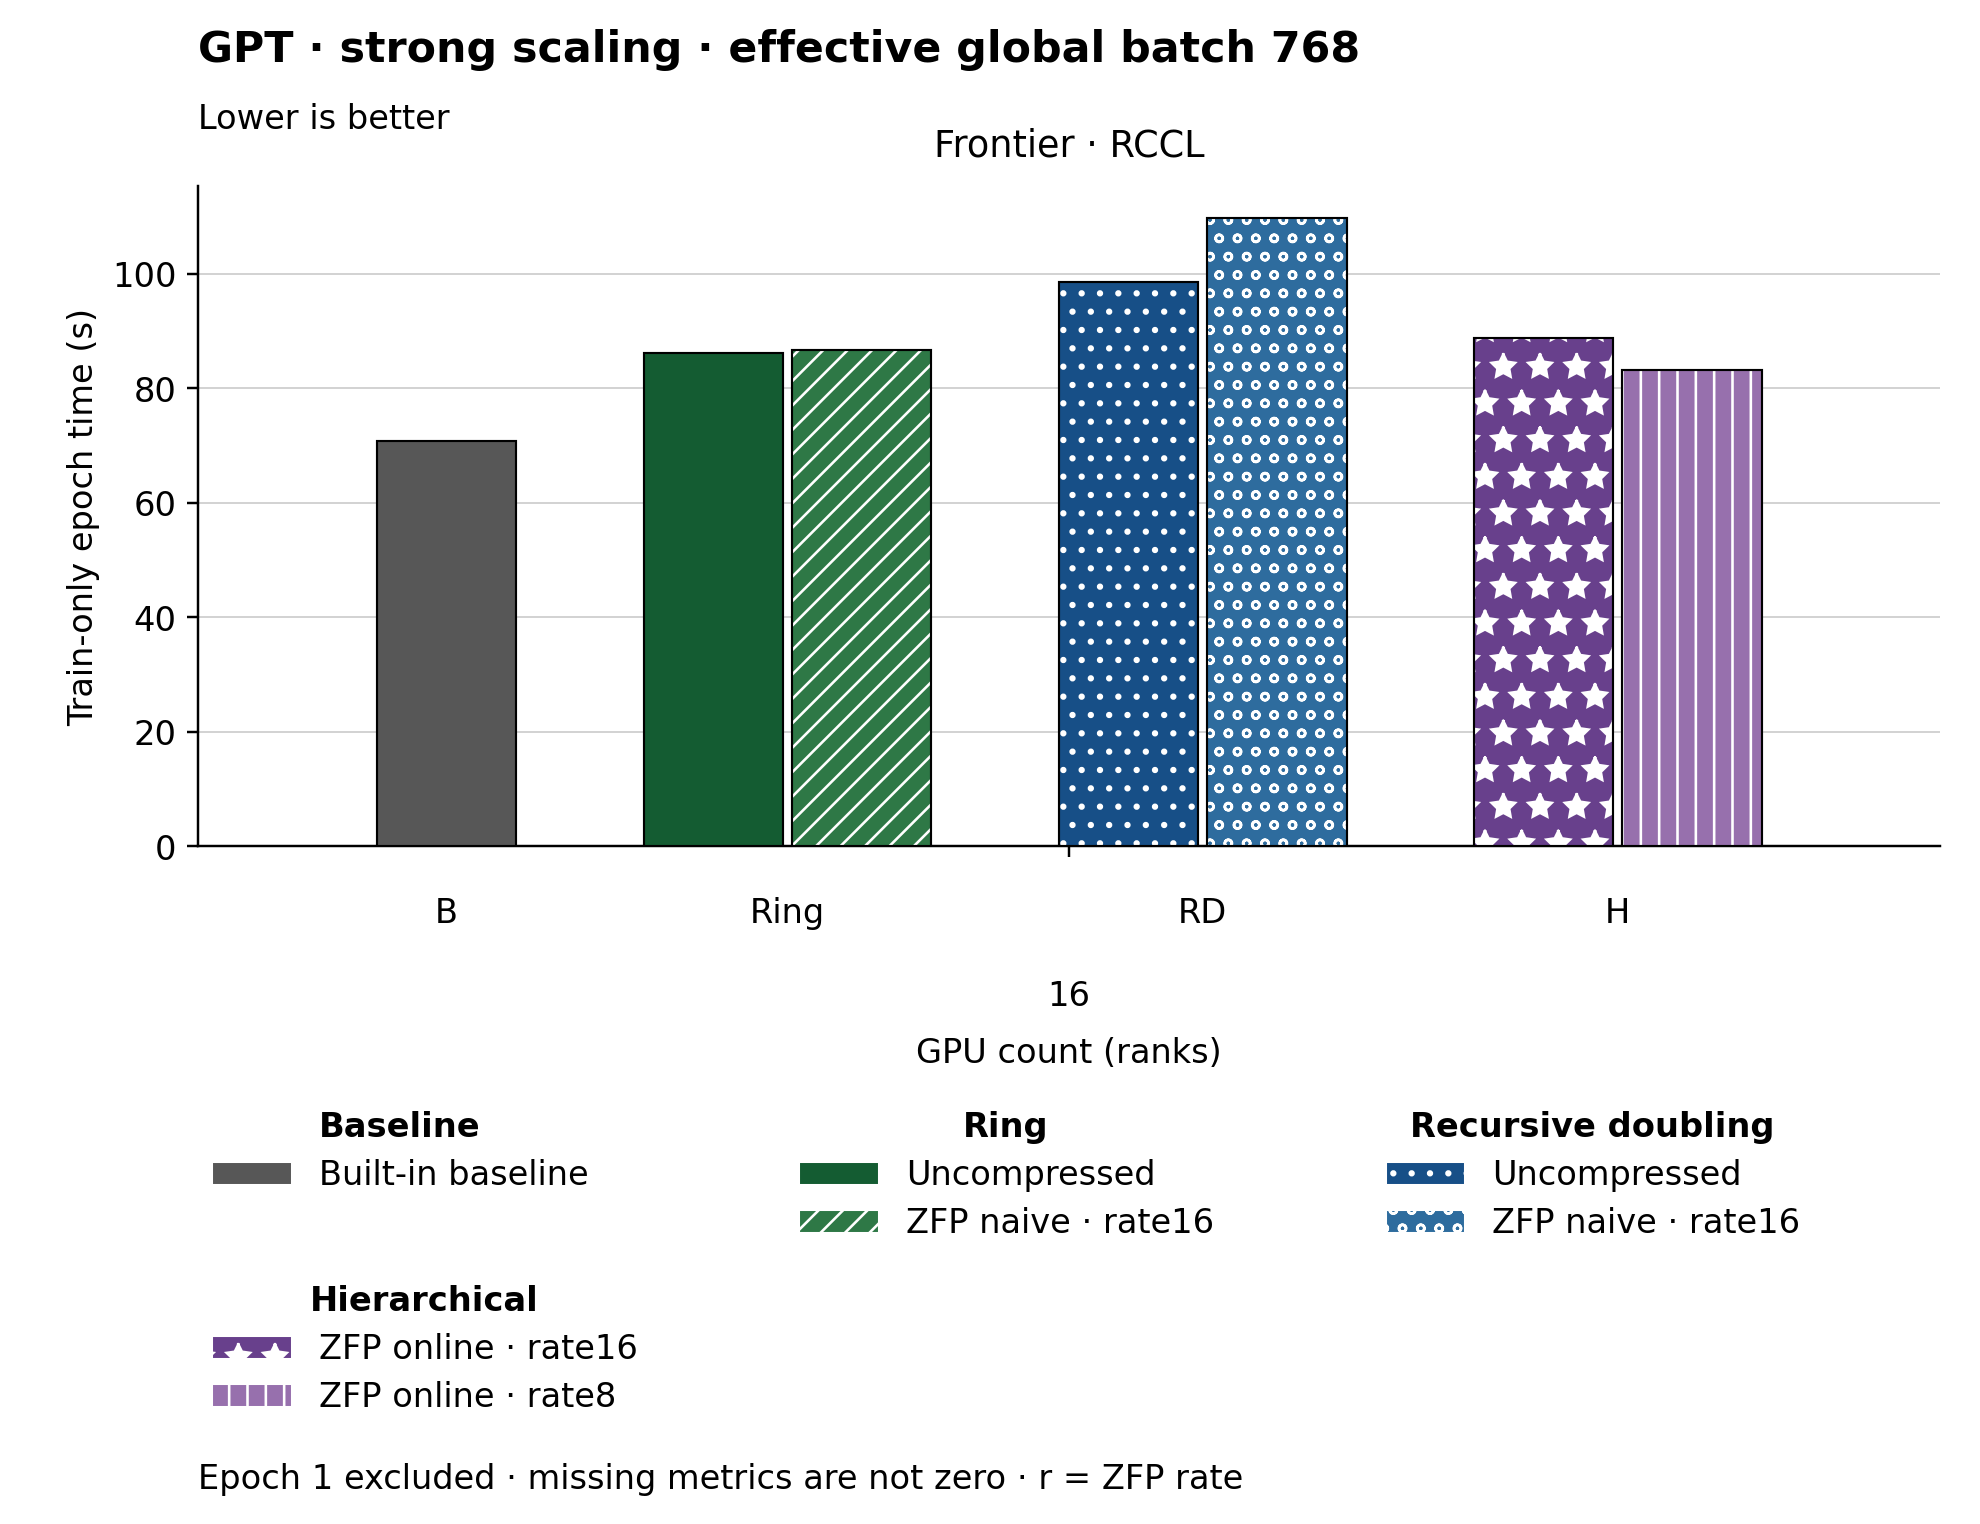 GPT · strong scaling · effective global batch 768
Lower is better
Frontier · RCCL
Train-only epoch time (s)
100
80
60
40
20
0
B Ring RD H
16
GPU count (ranks)
Baseline
Built-in baseline
Ring
Uncompressed
ZFP naive · rate16
Recursive doubling
Uncompressed
ZFP naive · rate16
Hierarchical
ZFP online · rate16
ZFP online · rate8
Epoch 1 excluded · missing metrics are not zero · r = ZFP rate